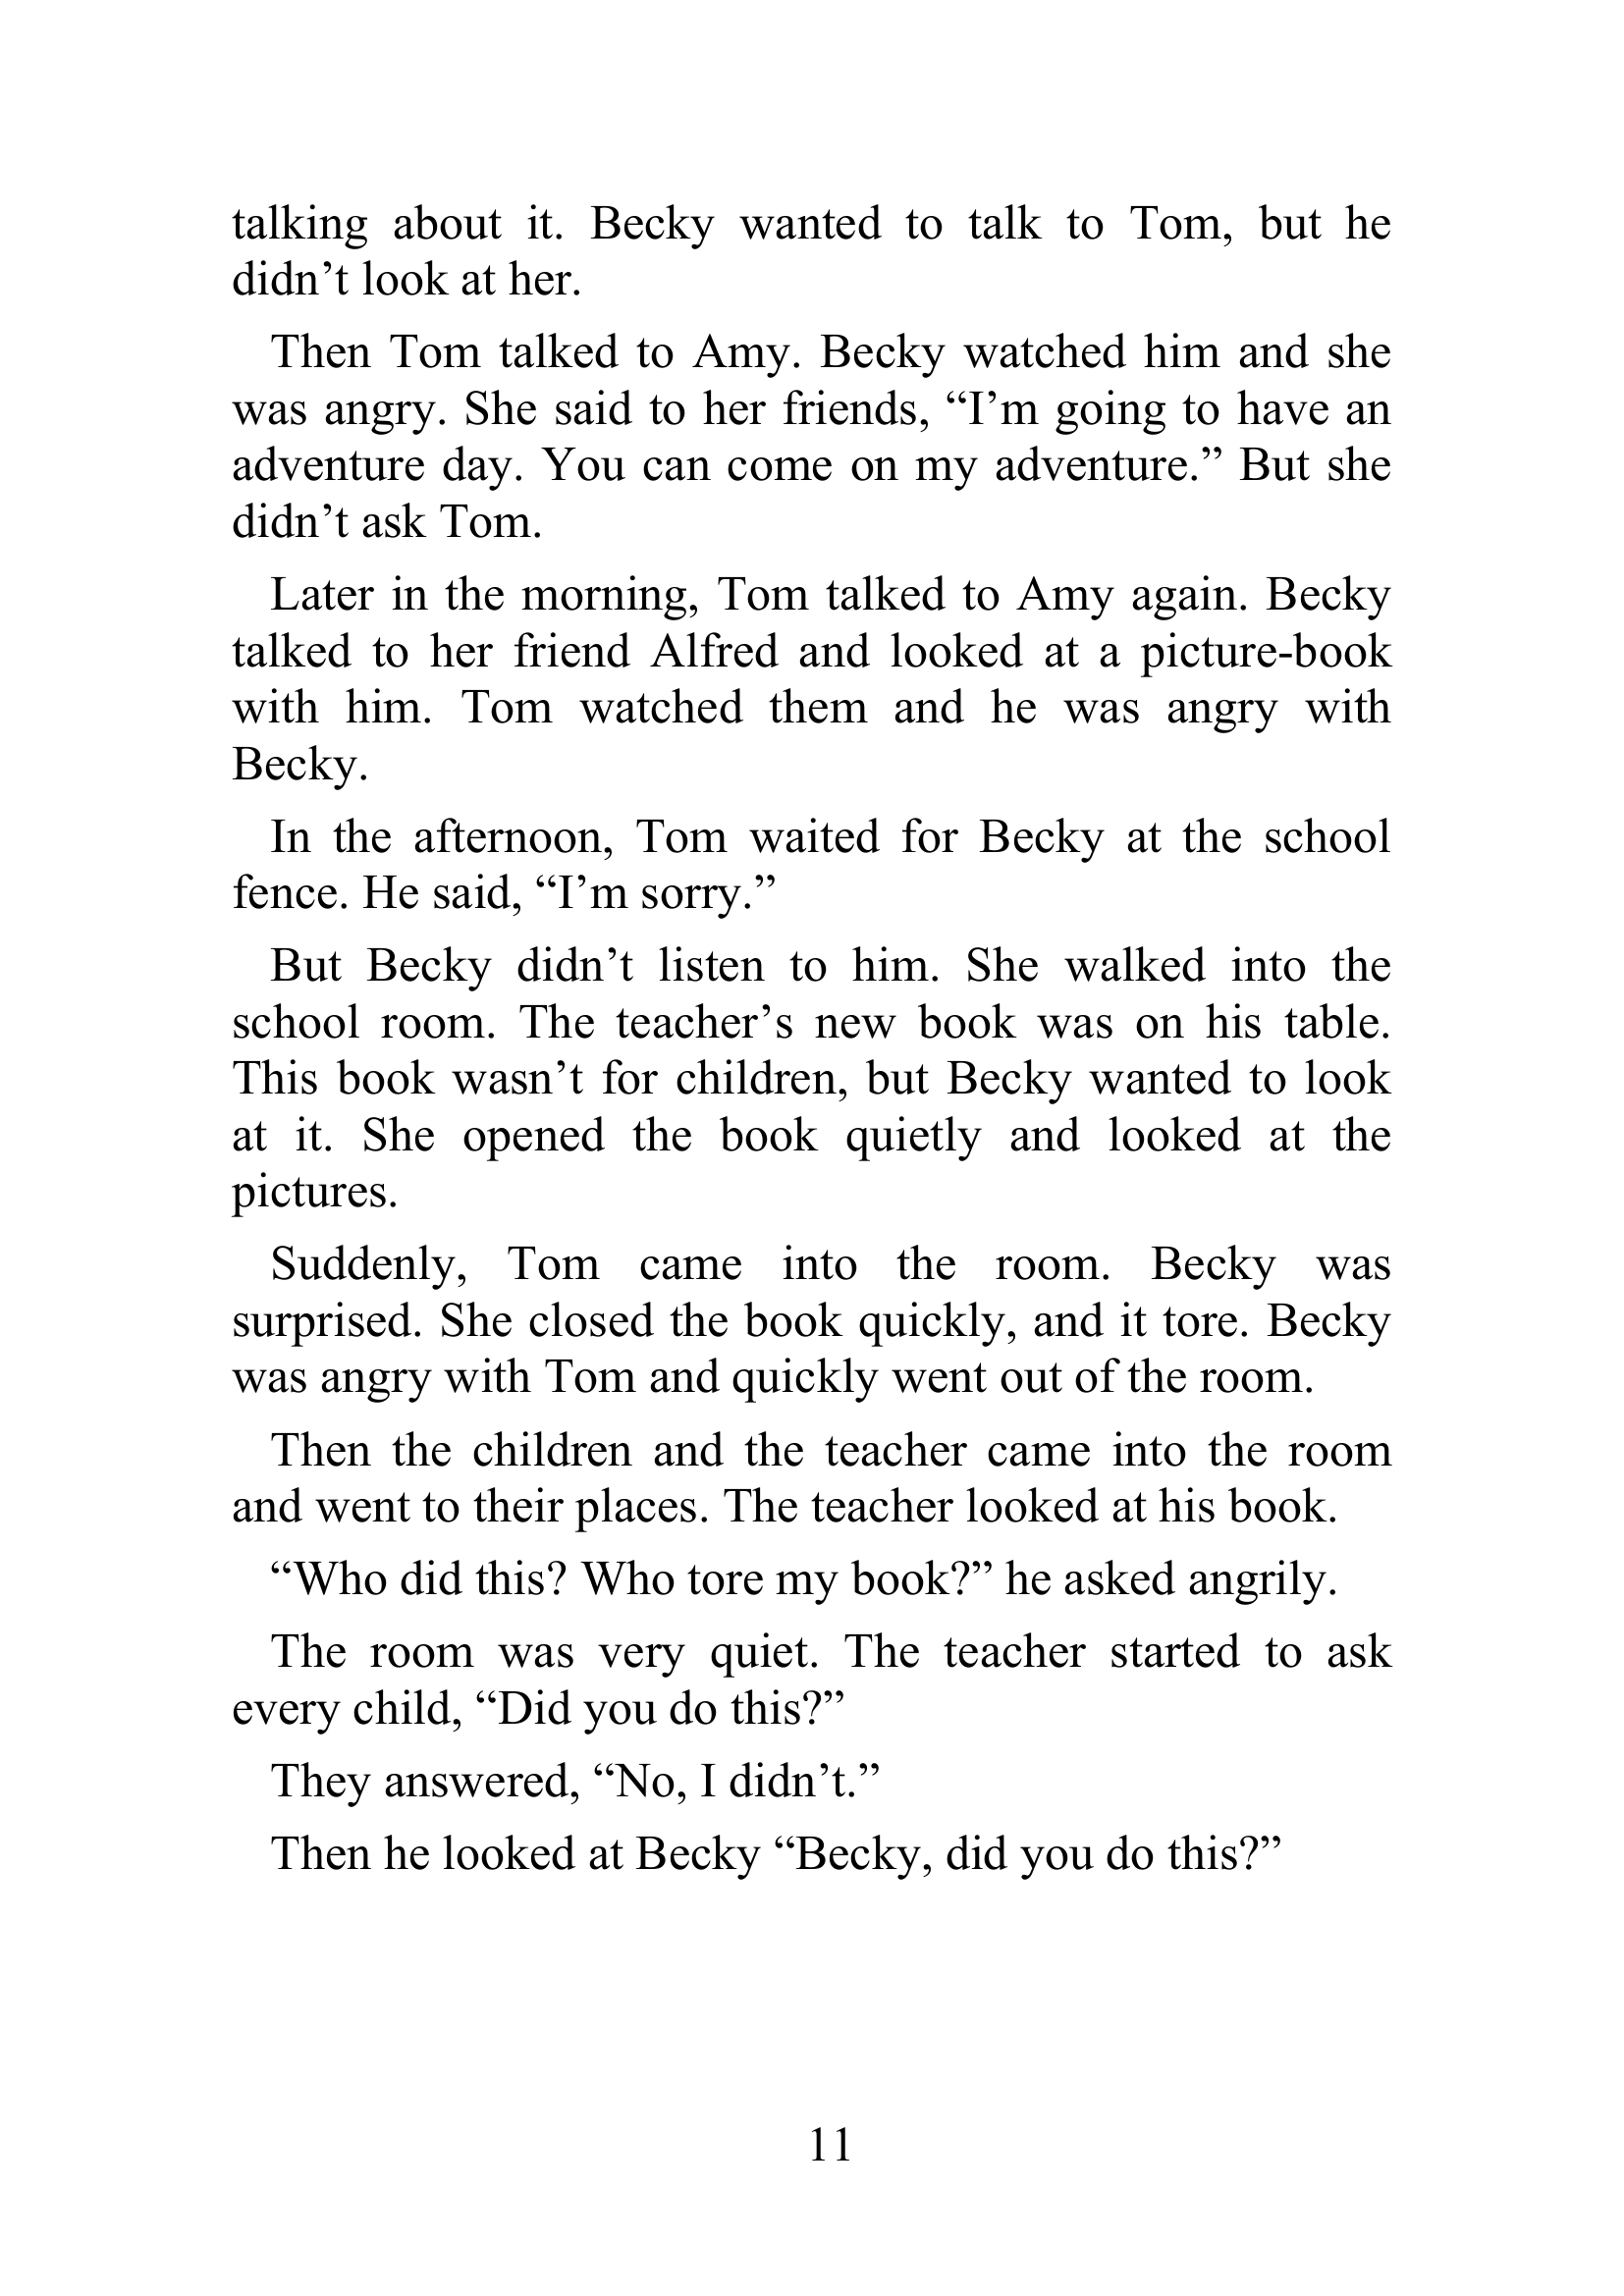 talking about it. Becky wanted to talk to Tom, but he
didn’t look at her.
Then Tom talked to Amy. Becky watched him and she
was angry. She said to her friends, “I’m going to have an
adventure day. You can come on my adventure.” But she
didn’t ask Tom.
Later in the morning, Tom talked to Amy again. Becky
talked to her friend Alfred and looked at a picture-book
with him. Tom watched them and he was angry with
Becky.
In the afternoon, Tom waited for Becky at the school
fence. He said, “I’m sorry.”
But Becky didn’t listen to him. She walked into the
school room. The teacher’s new book was on his table.
This book wasn’t for children, but Becky wanted to look
at it. She opened the book quietly and looked at the
pictures.
Suddenly, Tom came into the room. Becky was
surprised. She closed the book quickly, and it tore. Becky
was angry with Tom and quickly went out of the room.
Then the children and the teacher came into the room
and went to their places. The teacher looked at his book.
“Who did this? Who tore my book?” he asked angrily.
The room was very quiet. The teacher started to ask
every child, “Did you do this?”
They answered, “No, I didn’t.”
Then he looked at Becky “Becky, did you do this?”
11